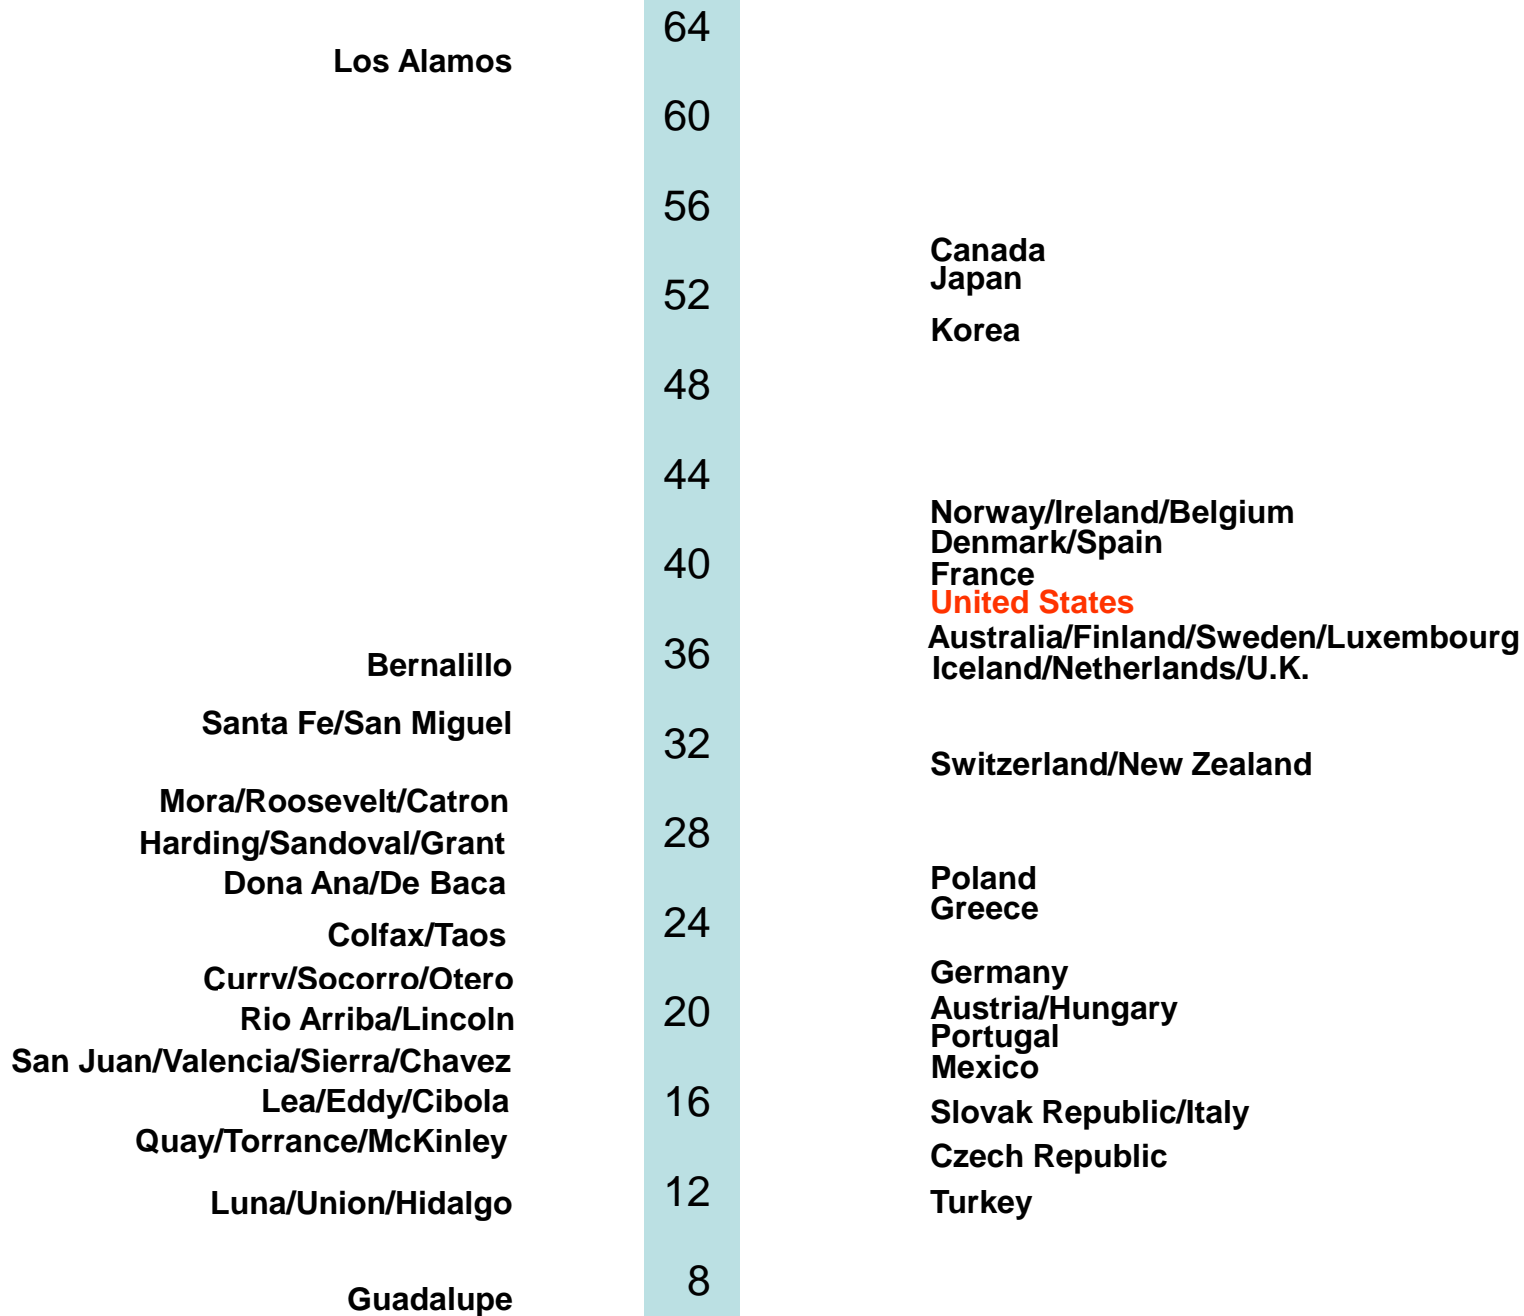 64
Los Alamos
60
56
Canada
Japan
52
Korea
48
44
Norway/Ireland/Belgium
Denmark/Spain
40
France
United States
Australia/Finland/Sweden/Luxembourg
36
Bernalillo
Iceland/Netherlands/U.K.
Santa Fe/San Miguel
32
Switzerland/New Zealand
Mora/Roosevelt/Catron
28
Harding/Sandoval/Grant
Dona Ana/De Baca
Poland
Greece
24
Colfax/Taos
Germany
Curry/Socorro/Otero
Austria/Hungary
20
Rio Arriba/Lincoln
Portugal
San Juan/Valencia/Sierra/Chavez
Mexico
16
Lea/Eddy/Cibola
Slovak Republic/Italy
Quay/Torrance/McKinley
Czech Republic
12
Luna/Union/Hidalgo
Turkey
8
Guadalupe